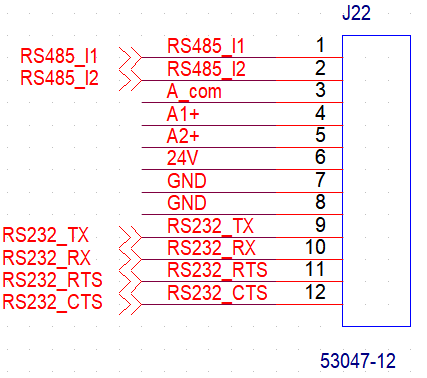 J22
RS485_I1 RS485_I1 1
RS485_I2 RS485_I2 2
A_com 3
A1+ 4
A2+ 5
24V 6
GND 7
GND 8
RS232_TX RS232_TX 9
RS232_RX RS232_RX 10
RS232_RTS RS232_RTS 11
RS232_CTS RS232_CTS 12
53047-12